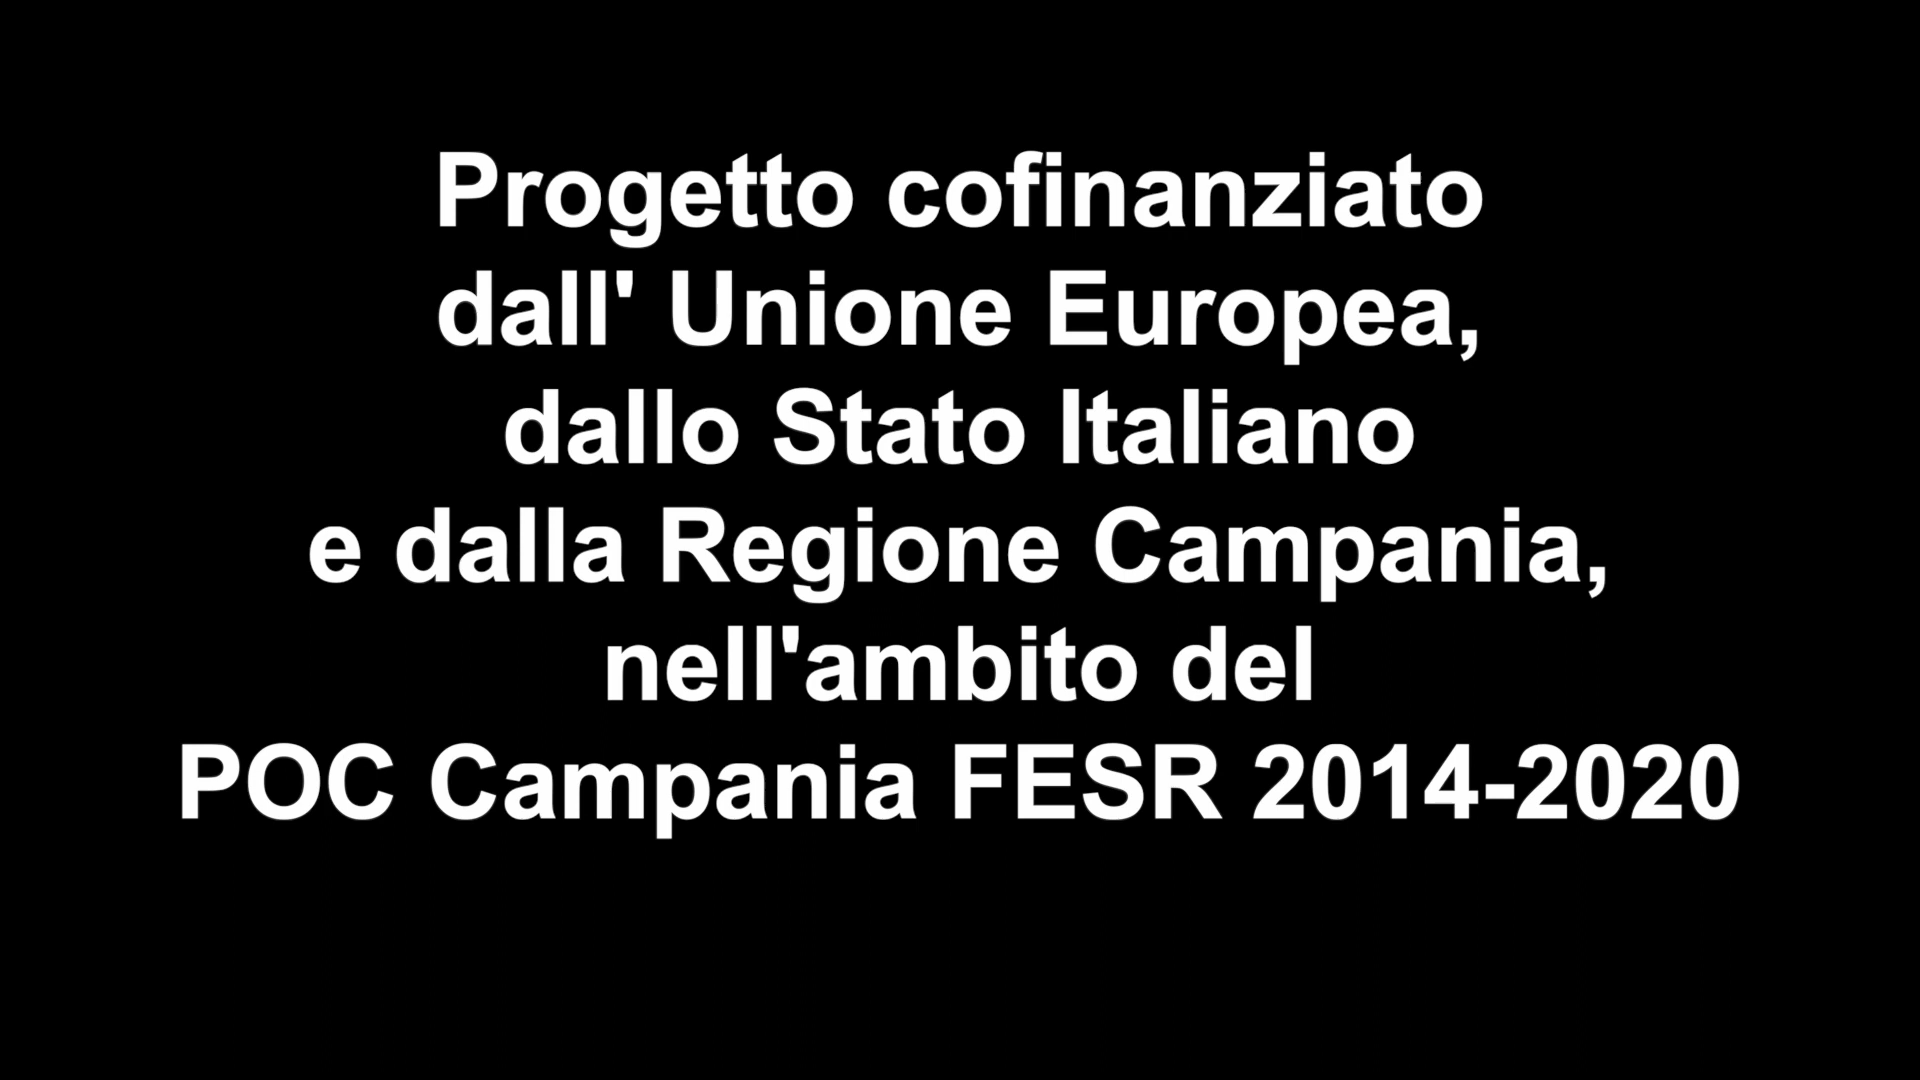 Progetto cofinanziato
dall' Unione Europea,
dallo Stato Italiano
e dalla Regione Campania,
nell'ambito del
POC Campania FESR 2014-2020